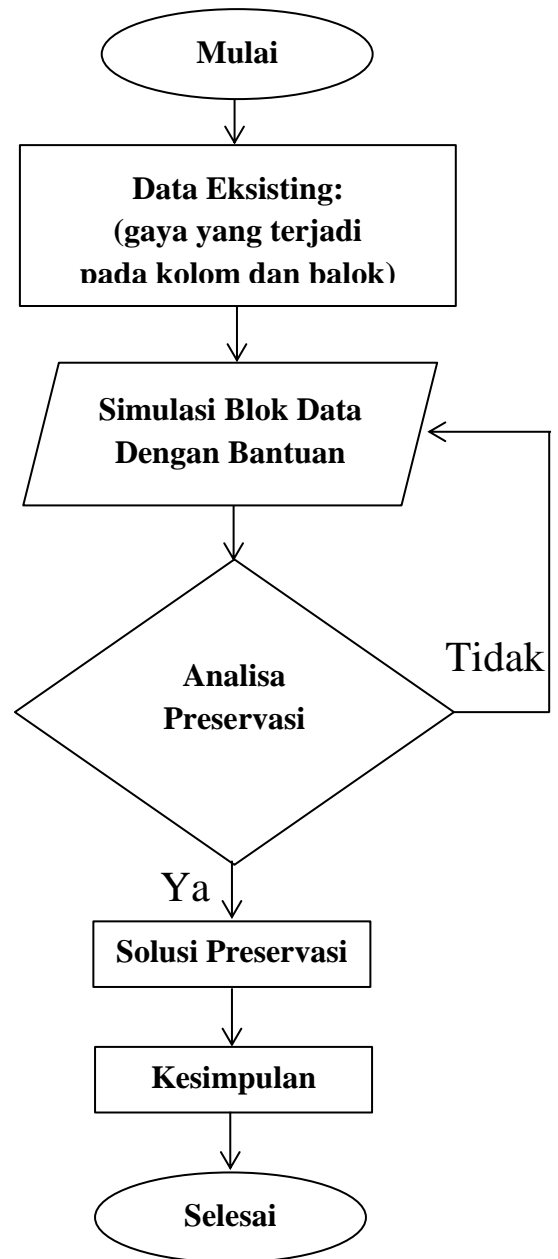 Mulai
Data Eksisting:
(gaya yang terjadi
pada kolom dan balok)
Simulasi Blok Data
Dengan Bantuan
Analisa
Preservasi
Tidak
Ya
Solusi Preservasi
Kesimpulan
Selesai